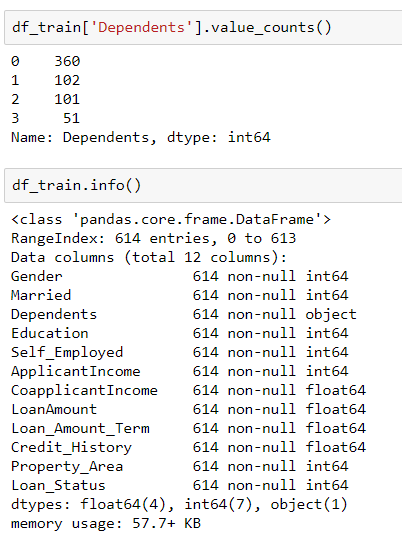 df_train['Dependents'].value_counts()
0    360
1    102
2    101
3     51
Name: Dependents, dtype: int64
df_train.info()
<class 'pandas.core.frame.DataFrame'>
RangeIndex: 614 entries, 0 to 613
Data columns (total 12 columns):
Gender               614 non-null int64
Married              614 non-null int64
Dependents           614 non-null object
Education            614 non-null int64
Self_Employed        614 non-null int64
ApplicantIncome      614 non-null int64
CoapplicantIncome    614 non-null float64
LoanAmount           614 non-null float64
Loan_Amount_Term     614 non-null float64
Credit_History       614 non-null float64
Property_Area        614 non-null int64
Loan_Status          614 non-null int64
dtypes: float64(4), int64(7), object(1)
memory usage: 57.7+ KB